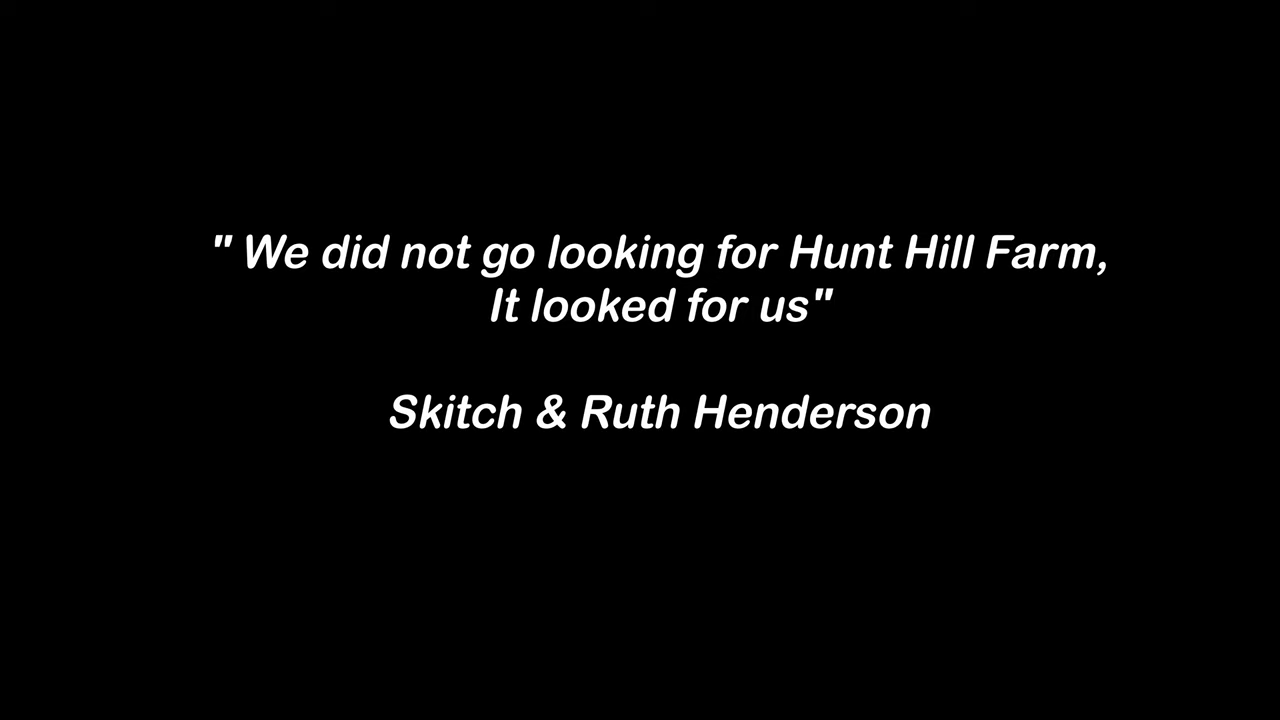 " We did not go looking for Hunt Hill Farm,
It looked for us"
Skitch & Ruth Henderson